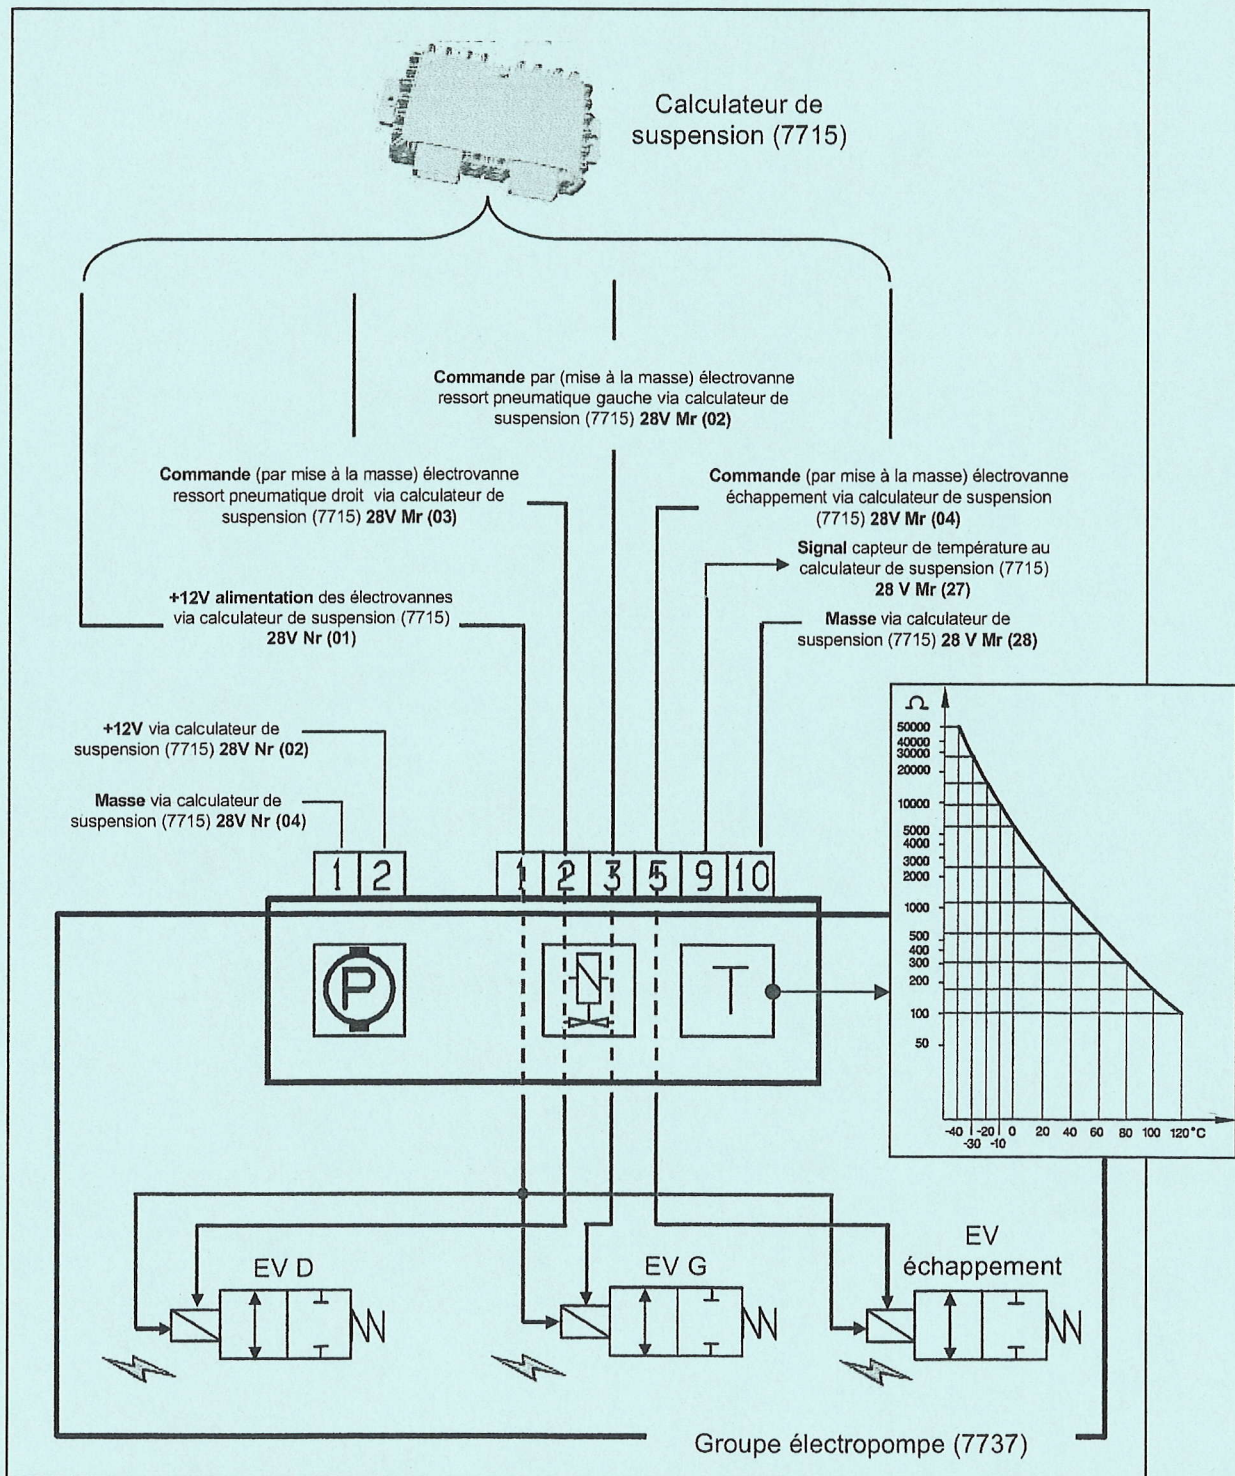 Calculateur de
suspension (7715)
Commande par (mise à la masse) électrovanne
ressort pneumatique gauche via calculateur de
suspension (7715) 28V Mr (02)
Commande (par mise à la masse) électrovanne
ressort pneumatique droit via calculateur de
suspension (7715) 28V Mr (03)
Commande (par mise à la masse) électrovanne
échappement via calculateur de suspension
(7715) 28V Mr (04)
Signal capteur de température au
calculateur de suspension (7715
28 V Mr (27)
+12V alimentation des électrovannes
via calculateur de suspension (7715)
28V Nr (01)
Masse via calculateur de
suspension (7715) 28 V Mr (28)
+12V via calculateur de
suspension (7715) 28V Nr (02)
Masse via calculateur de
suspension (7715) 28V Nr (04)
1 2
1 2 3 5 9 10
P
T
Ω
50000
40000
30000
20000
10000
5000
4000
3000
2000
1000
500
400
300
200
100
50
-40 -20 0 20 40 60 80 100 120°C
-30 -10
EV D
EV G
EV
échappement
Groupe électropompe (7737)